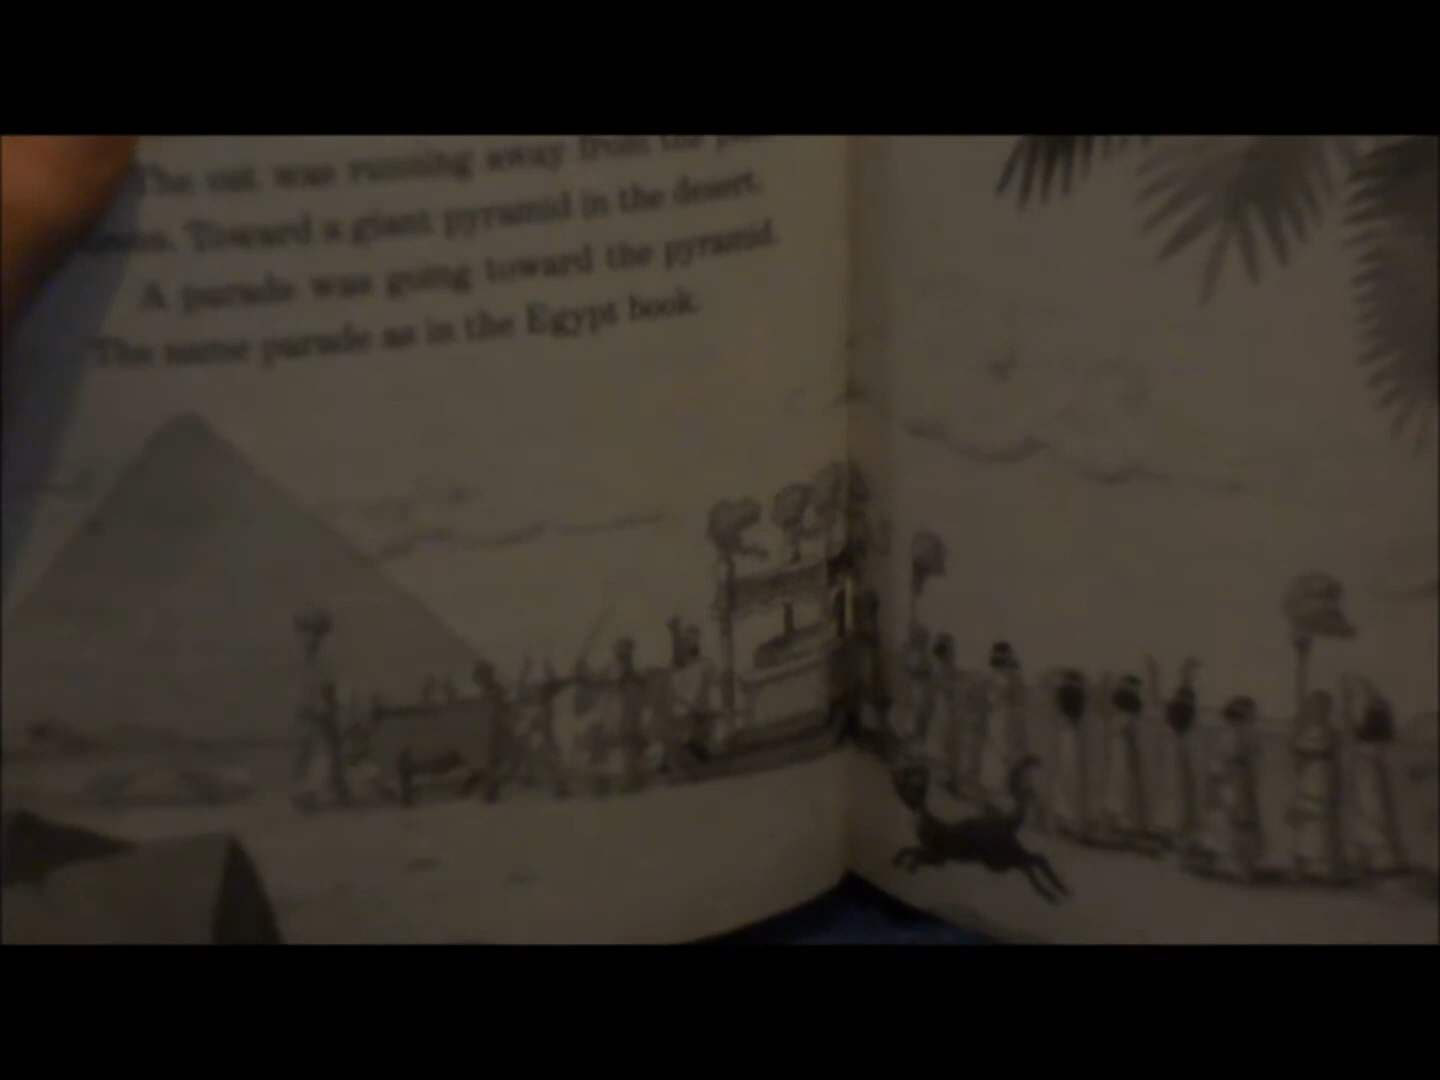 The cat was running away from the
Toward a giant pyramid in the desert.
A parade was going toward the pyramid.
The same parade as in the Egypt book.